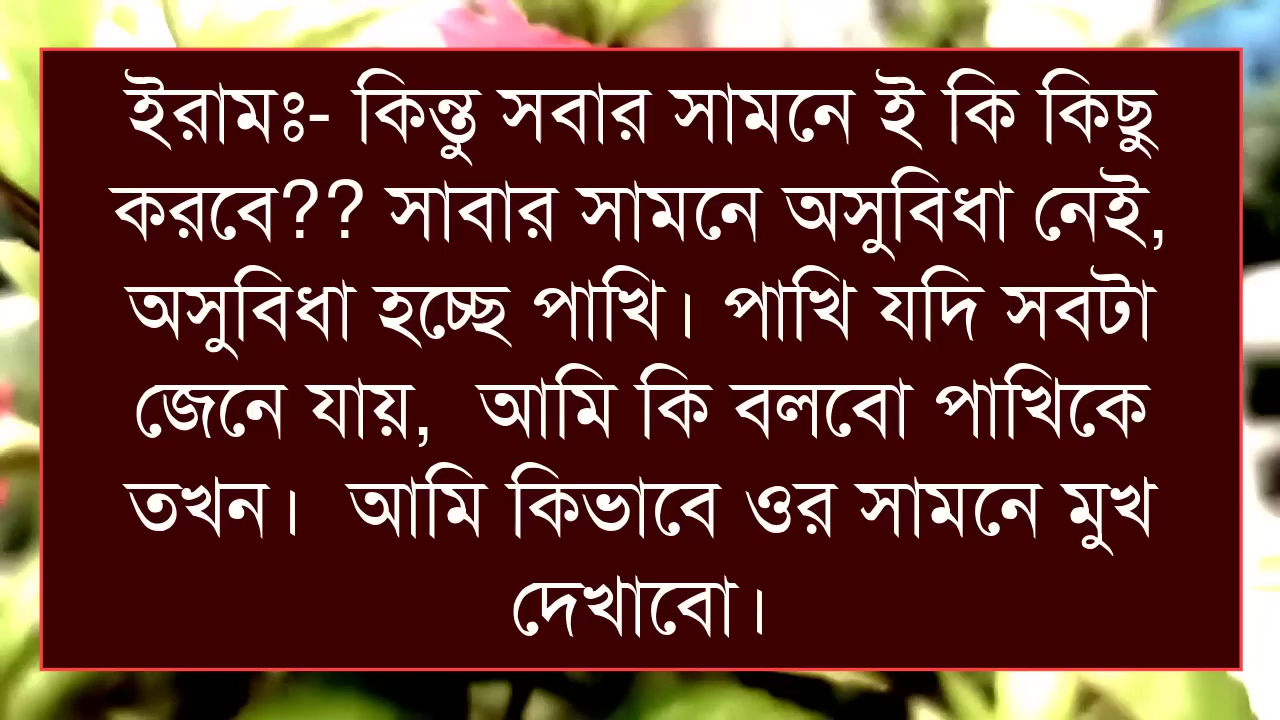 ইরামঃ- কিন্তু সবার সামনে ই কি কিছু
করবে?? সাবার সামনে অসুবিধা নেই,
অসুবিধা হচ্ছে পাখি। পাখি যদি সবটা
জেনে যায়,  আমি কি বলবো পাখিকে
তখন।  আমি কিভাবে ওর সামনে মুখ
দেখাবো।